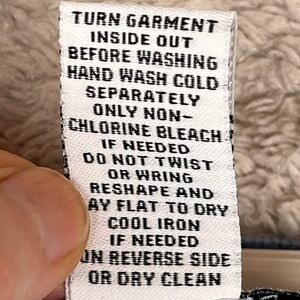 TURN GARMENT
INSIDE OUT
BEFORE WASHING
HAND WASH COLD
SEPARATELY
ONLY NON-
CHLORINE BLEACH
IF NEEDED
DO NOT TWIST
OR WRING
RESHAPE AND
AY FLAT TO DRY
COOL IRON
IF NEEDED
ON REVERSE SIDE
OR DRY CLEAN